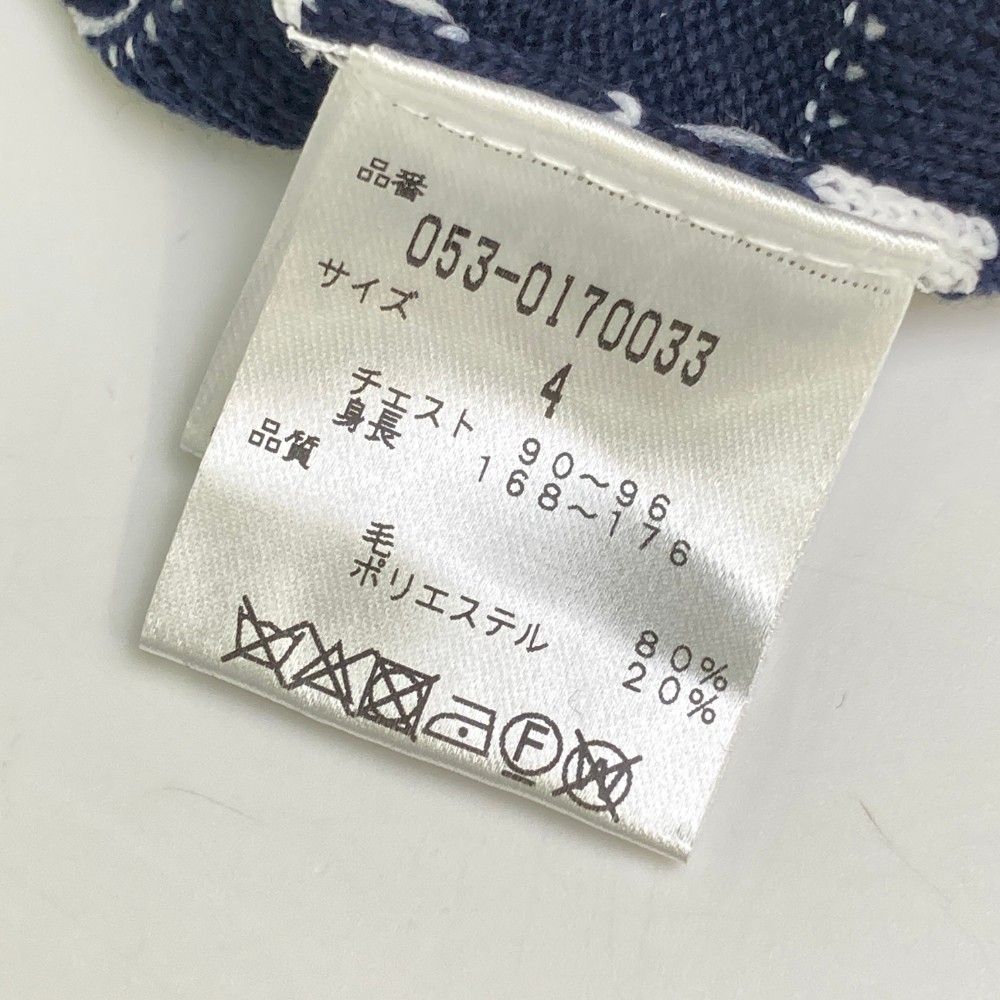 品番
053-0170033
サイズ
4
チェスト 90~96
身長 168~176
品質
毛 80%
ポリエステル 20%
F
W